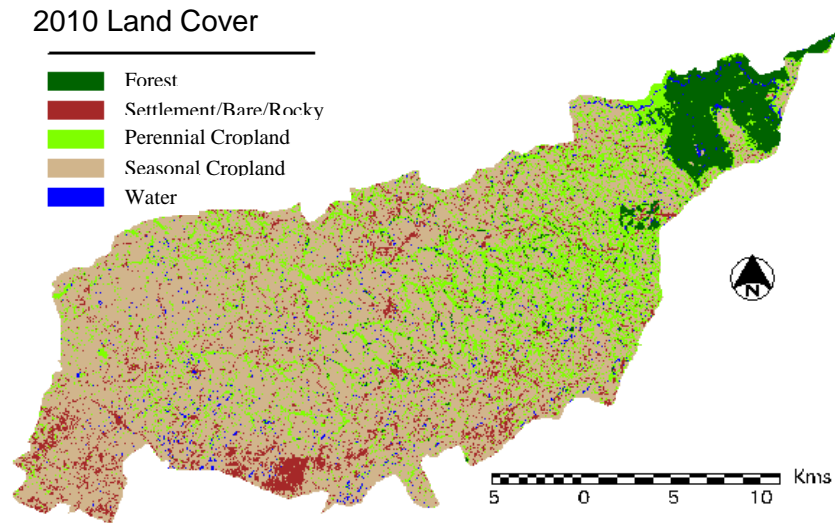 2010 Land Cover
Forest
Settlement/Bare/Rocky
Perennial Cropland
Seasonal Cropland
Water
N
Kms
5 0 5 10